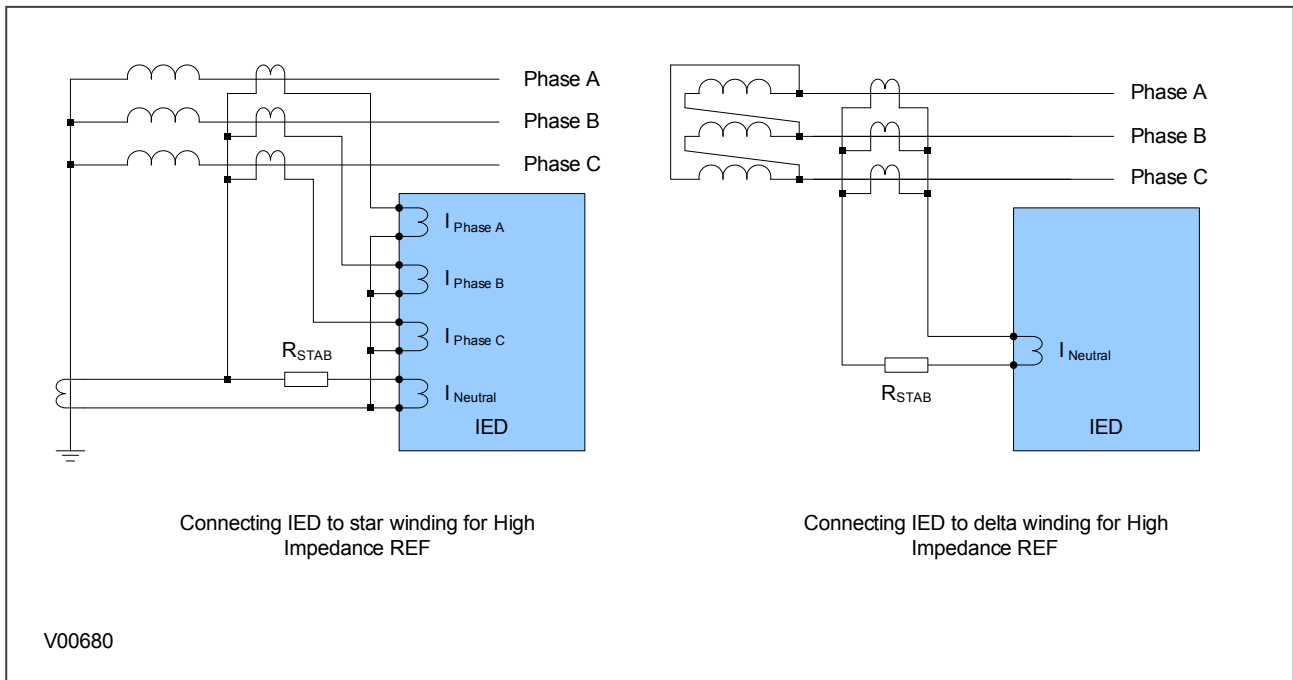 Phase A
Phase B
Phase C
I Phase A
I Phase B
I Phase C
RSTAB
I Neutral
IED
Connecting IED to star winding for High
Impedance REF
Phase A
Phase B
Phase C
I Neutral
RSTAB
IED
Connecting IED to delta winding for High
Impedance REF
V00680